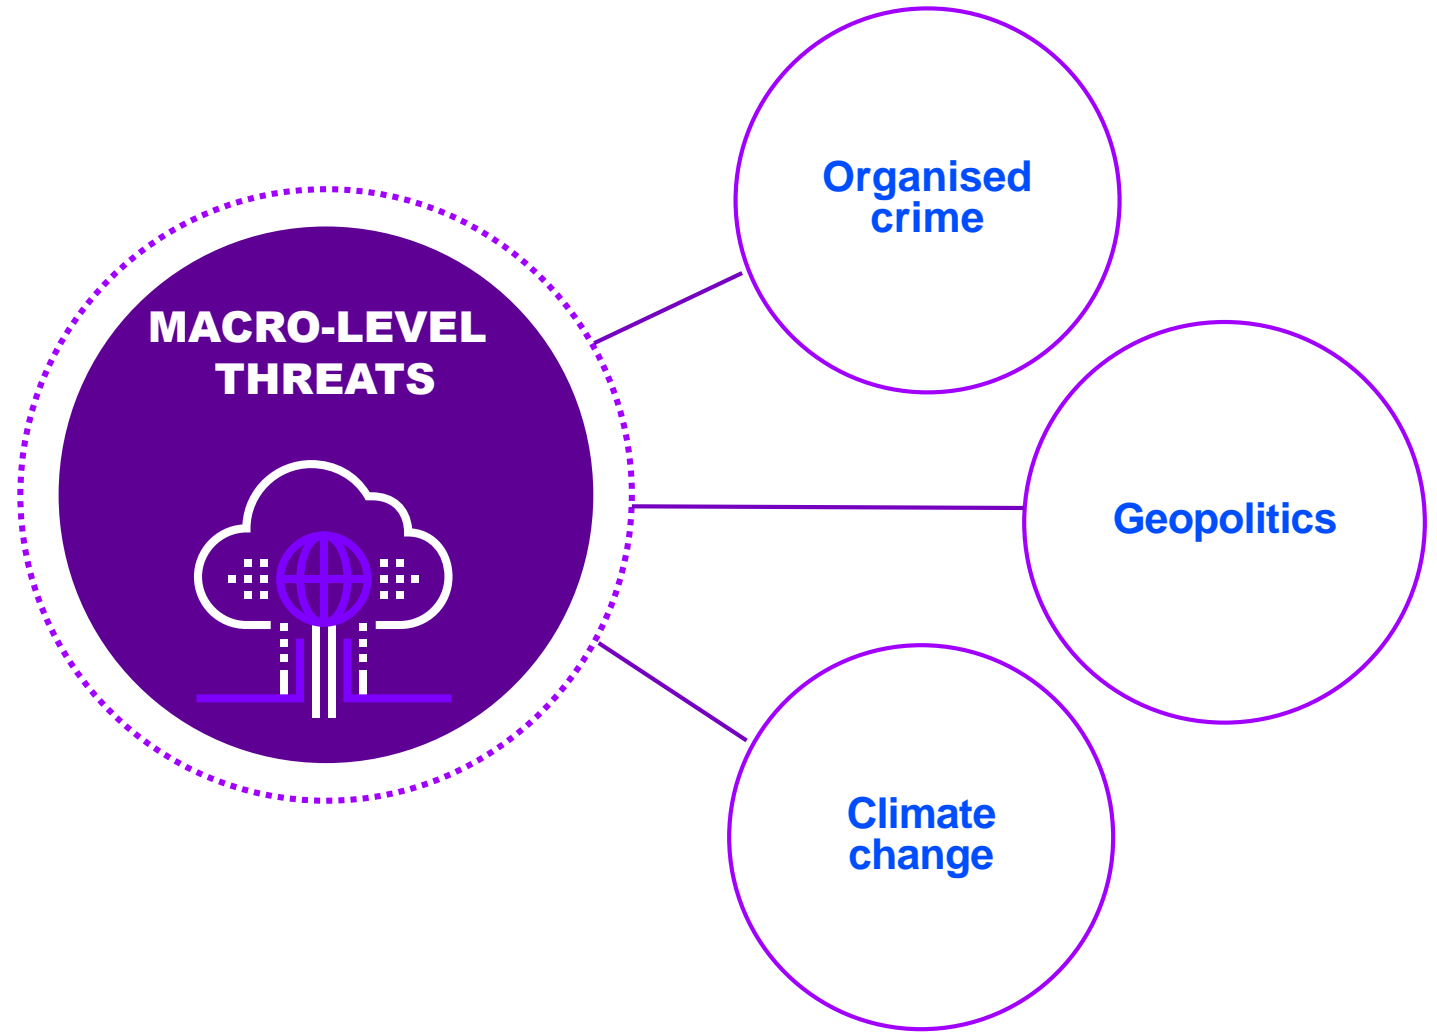 MACRO-LEVEL
THREATS
Organised
crime
Geopolitics
Climate
change